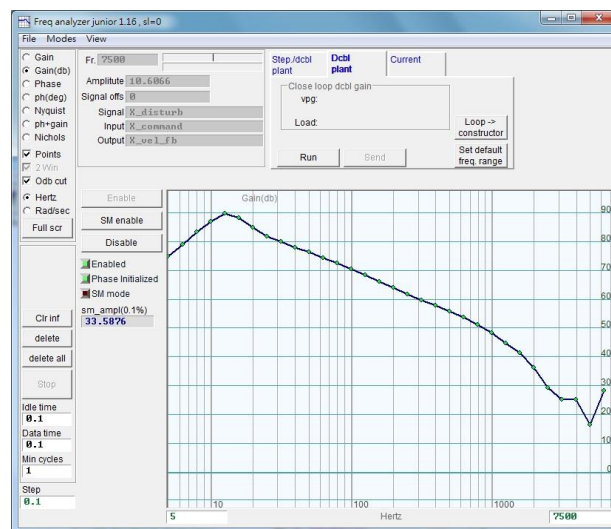 Freq analyzer junior 1.16 , sl=0
File Modes View
Gain
Gain(db)
Phase
ph(deg)
Nyquist
ph+gain
Nichols
Points
2 Win
Odb cut
Hertz
Rad/sec
Full scr
Fr. 7500
Amplitute 10.6066
Signal offs 0
Signal X_disturb
Input X_command
Output X_vel_fb
Step./dcbl plant
Dcbl plant
Current
Close loop dcbl gain
vpg:
Load:
Run
Send
Loop -> constructor
Set default freq. range
Enable
SM enable
Disable
Enabled
Phase Initialized
SM mode
sm_ampl(0.1%)
33.5876
Clr inf
delete
delete all
Stop
Idle time
0.1
Data time
0.1
Min cycles
1
Step
0.1
Gain(db)
90
80
70
60
50
40
30
20
10
0
10
100
1000
5
Hertz
7500